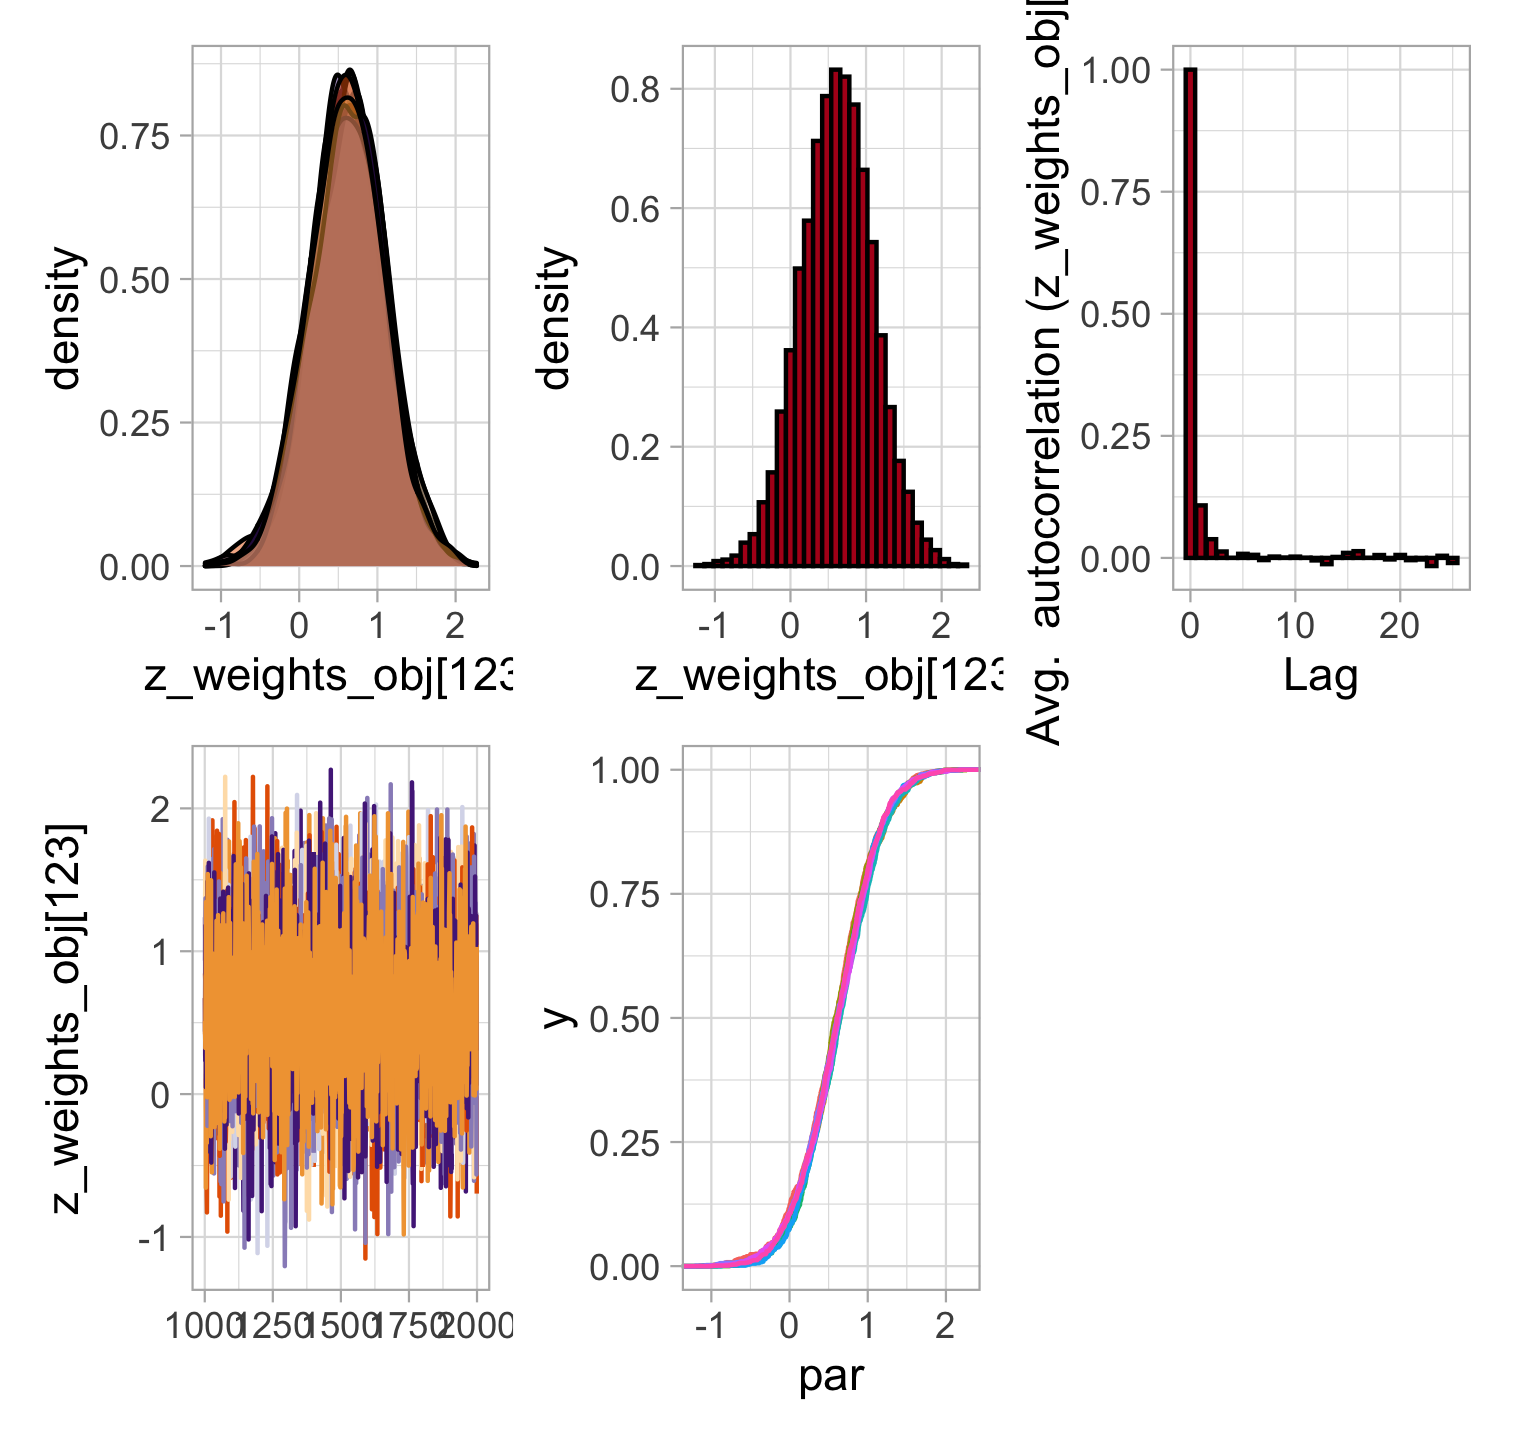 density
0.75
0.50
0.25
0.00
-1 0 1 2
z_weights_obj[123
density
0.8
0.6
0.4
0.2
0.0
-1 0 1 2
z_weights_obj[123
Avg. autocorrelation (z_weights_obj[
1.00
0.75
0.50
0.25
0.00
0 10 20
Lag
z_weights_obj[123]
2
1
0
-1
1000 1250 1500 1750 2000
y
1.00
0.75
0.50
0.25
0.00
-1 0 1 2
par